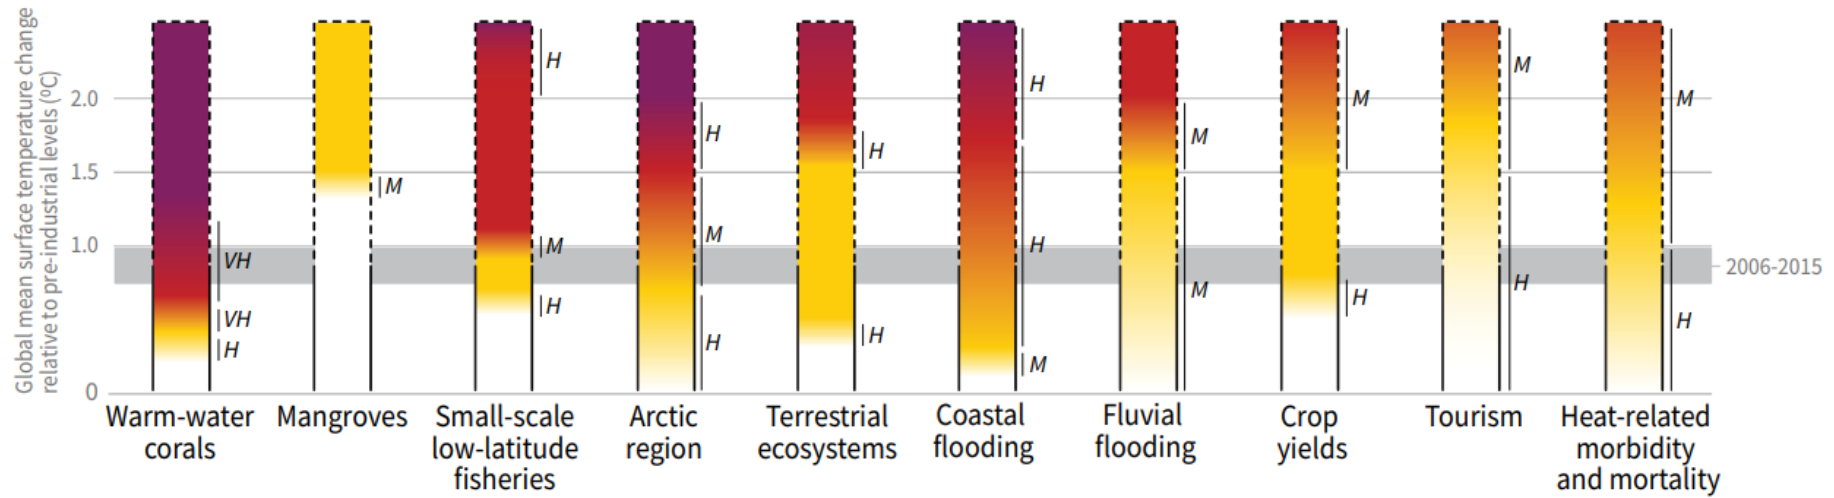 Global mean surface temperature change
relative to pre-industrial levels (ºC)
2.0
1.5
1.0
0
VH
VH
H
M
H
M
H
H
M
H
H
H
H
H
M
M
M
M
H
M
H
M
H
2006-2015
Warm-water
corals
Mangroves
Small-scale
low-latitude
fisheries
Arctic
region
Terrestrial
ecosystems
Coastal
flooding
Fluvial
flooding
Crop
yields
Tourism
Heat-related
morbidity
and mortality